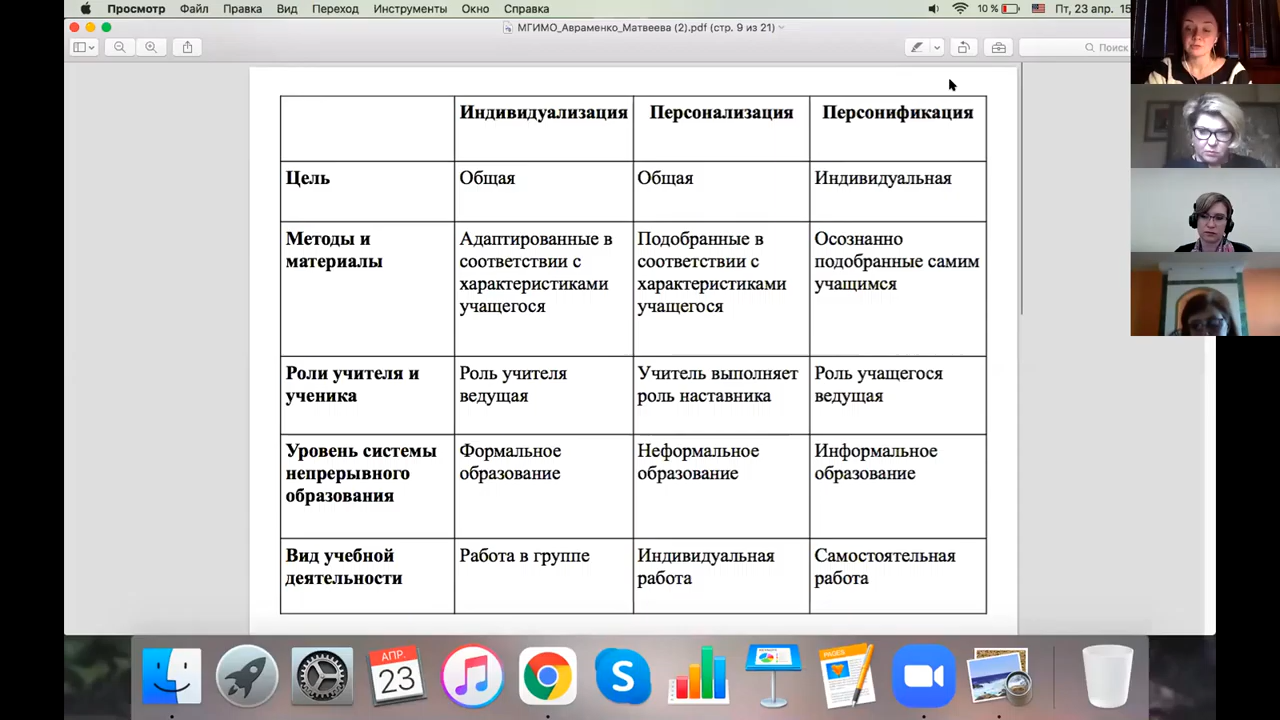 Просмотр Файл Правка Вид Переход Инструменты Окно Справка 10 % Пт, 23 апр. 15
МГИМО_Авраменко_Матвеева (2).pdf (стр. 9 из 21)
Поиск
Индивидуализация Персонализация Персонификация
Цель Общая Общая Индивидуальная
Методы и Адаптированные в Подобранные в Осознанно
материалы соответствии с соответствии с подобранные самим
характеристиками характеристиками учащимся
учащегося учащегося
Роли учителя и Роль учителя Учитель выполняет Роль учащегося
ученика ведущая роль наставника ведущая
Уровень системы Формальное Неформальное Информальное
непрерывного образование образование образование
образования
Вид учебной Работа в группе Индивидуальная Самостоятельная
деятельности работа работа
АПР.
23
PAGES